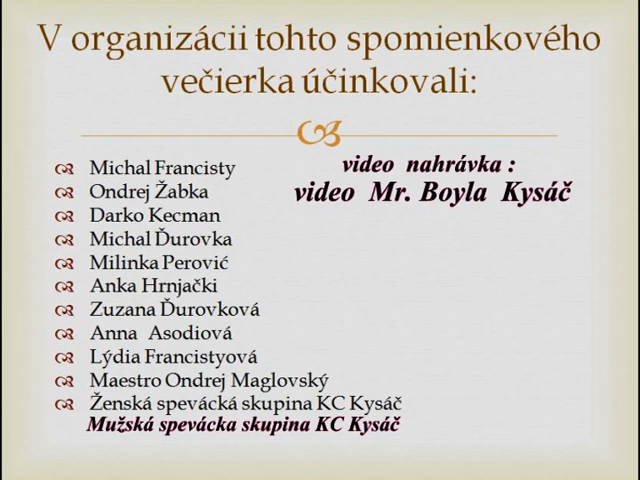 V organizácii tohto spomienkového
večierka účinkovali:
video nahrávka :
video Mr. Boyla Kysáč
Michal Francisty
Ondrej Žabka
Darko Kecman
Michal Ďurovka
Milinka Perović
Anka Hrnjački
Zuzana Ďurovková
Anna Asodiová
Lýdia Francistyová
Maestro Ondrej Maglovský
Ženská spevácká skupina KC Kysáč
Mužská spevácka skupina KC Kysáč